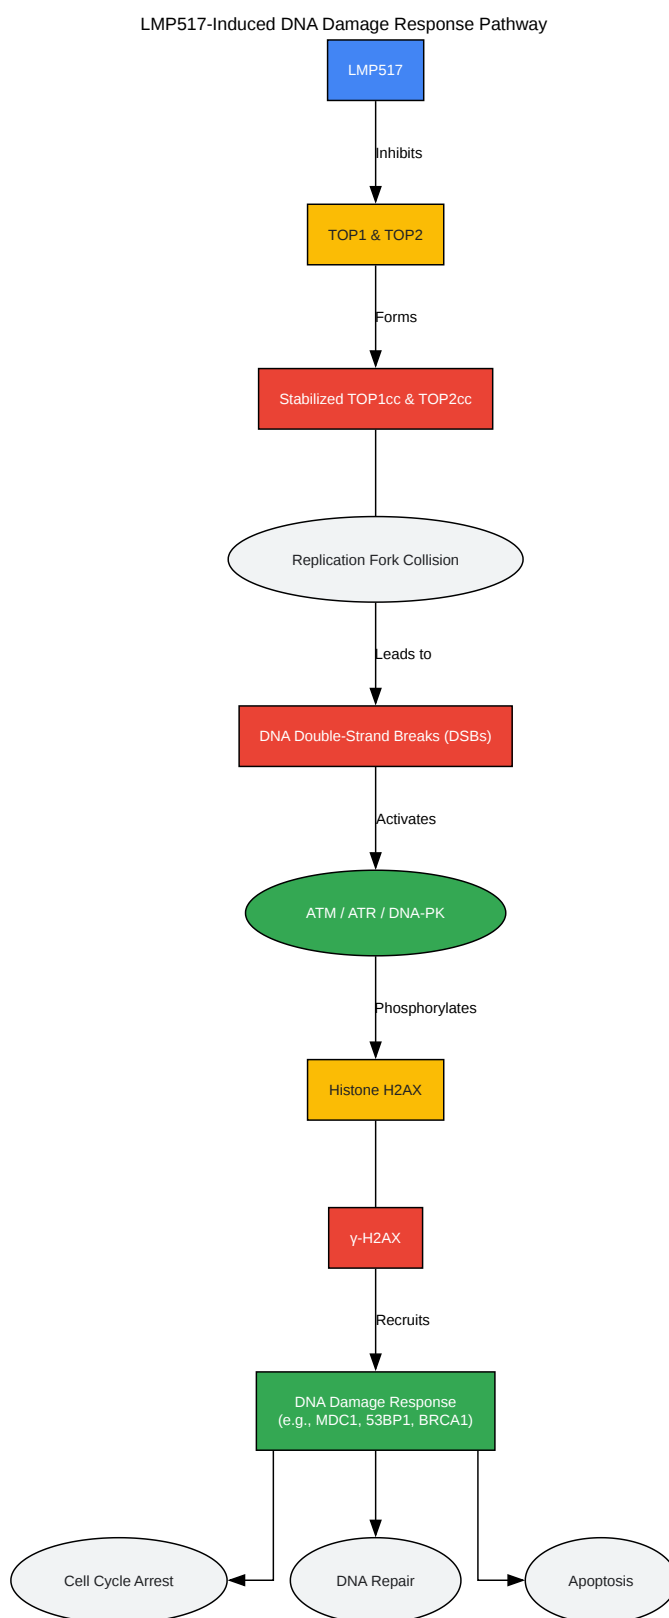 LMP517-Induced DNA Damage Response Pathway
LMP517
Inhibits
TOP1 & TOP2
Forms
Stabilized TOP1cc & TOP2cc
Replication Fork Collision
Leads to
DNA Double-Strand Breaks (DSBs)
Activates
ATM / ATR / DNA-PK
Phosphorylates
Histone H2AX
γ-H2AX
Recruits
DNA Damage Response
(e.g., MDC1, 53BP1, BRCA1)
Cell Cycle Arrest
DNA Repair
Apoptosis